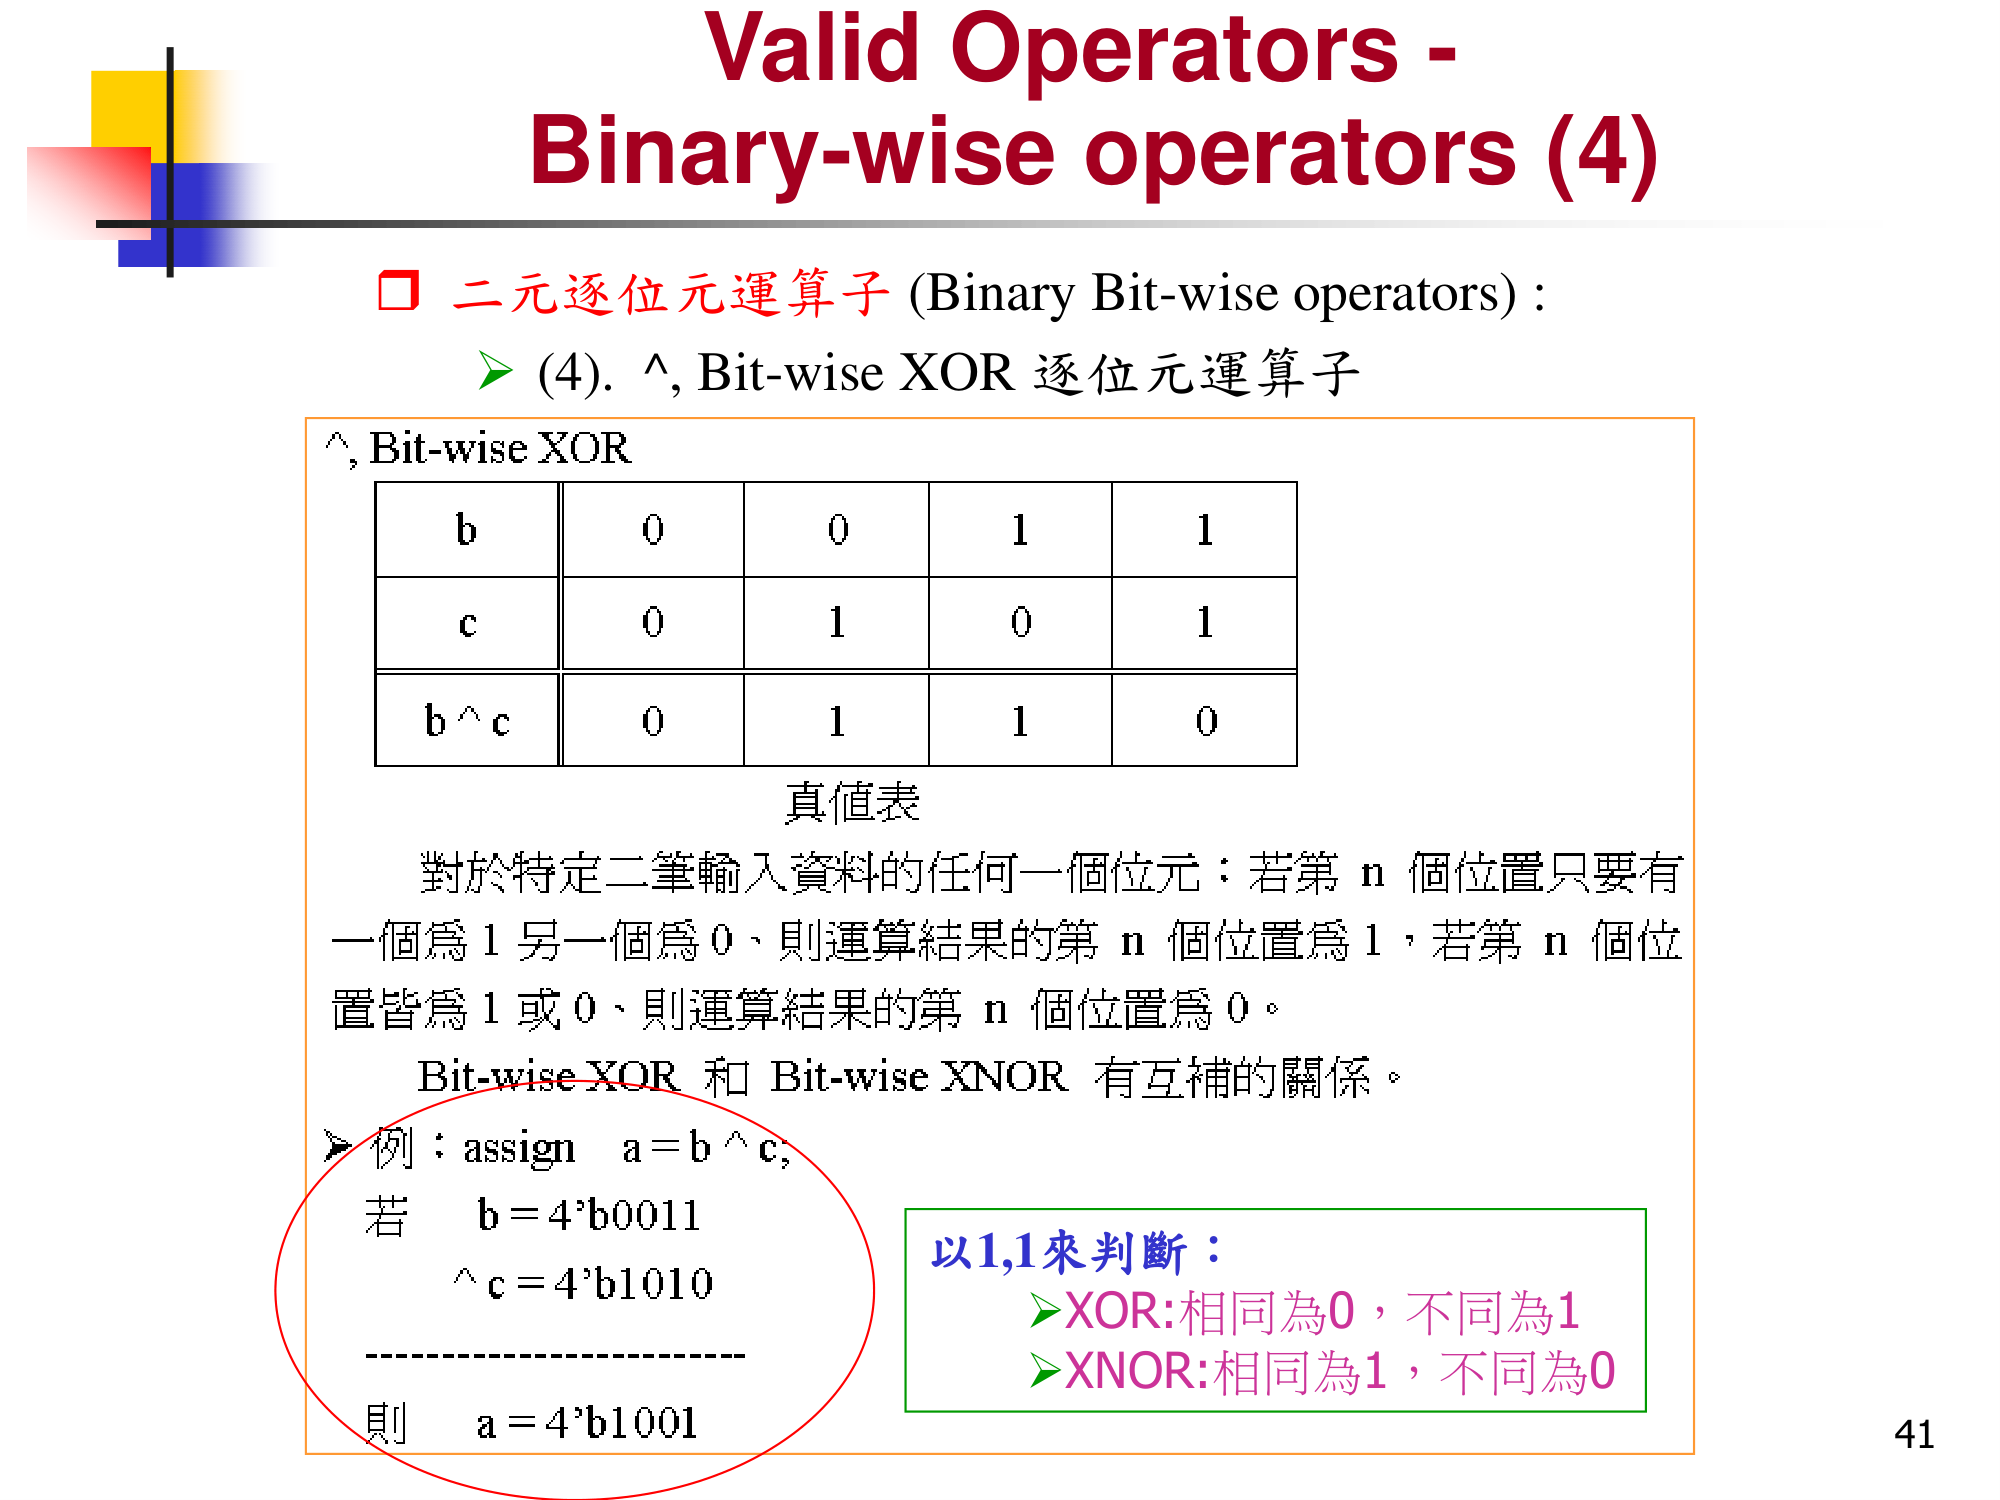 Valid Operators -
Binary-wise operators (4)
二元逐位元運算子 (Binary Bit-wise operators) :
(4). ^, Bit-wise XOR 逐位元運算子
^, Bit-wise XOR
b 0 0 1 1
c 0 1 0 1
b ^ c 0 1 1 0
真值表
對於特定二筆輸入資料的任何一個位元：若第 n 個位置只要有
一個為 1 另一個為 0、則運算結果的第 n 個位置為 1，若第 n 個位
置皆為 1 或 0、則運算結果的第 n 個位置為 0。
Bit-wise XOR 和 Bit-wise XNOR 有互補的關係。
例：assign a = b ^ c;
若 b = 4’b0011
^ c = 4’b1010
-------------------------
則 a = 4’b1001
以1,1來判斷：
XOR:相同為0，不同為1
XNOR:相同為1，不同為0
41